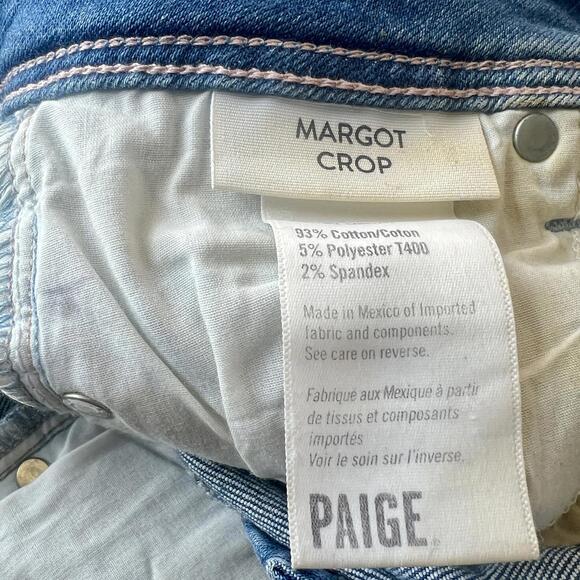 MARGOT
CROP
93% Cotton/Coton
5% Polyester T400
2% Spandex
Made in Mexico of Imported
fabric and components.
See care on reverse.
Fabriqué aux Mexique à partir
de tissus et composants
importés
Voir le soin sur l'inverse.
PAIGE